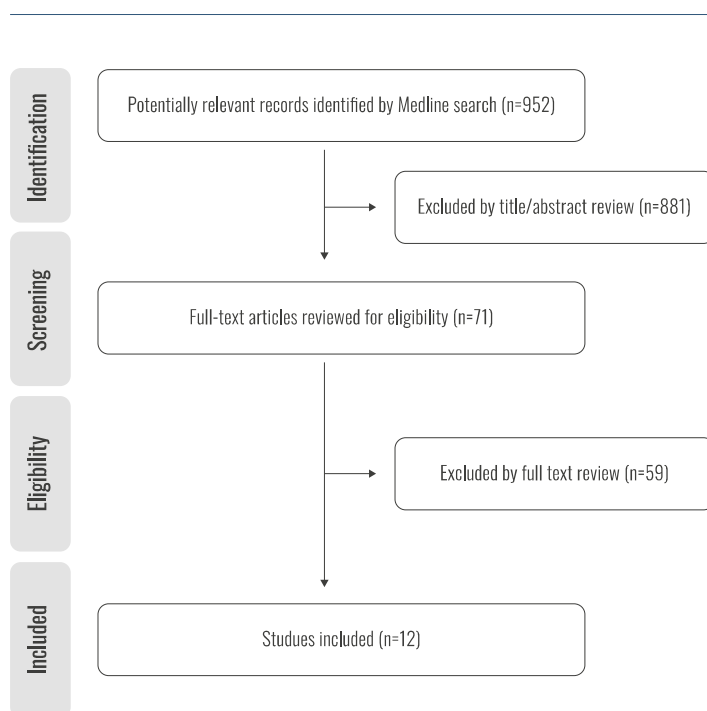 Identification
Potentially relevant records identified by Medline search (n=952)
Excluded by title/abstract review (n=881)
Screening
Full-text articles reviewed for eligibility (n=71)
Eligibility
Excluded by full text review (n=59)
Included
Studues included (n=12)